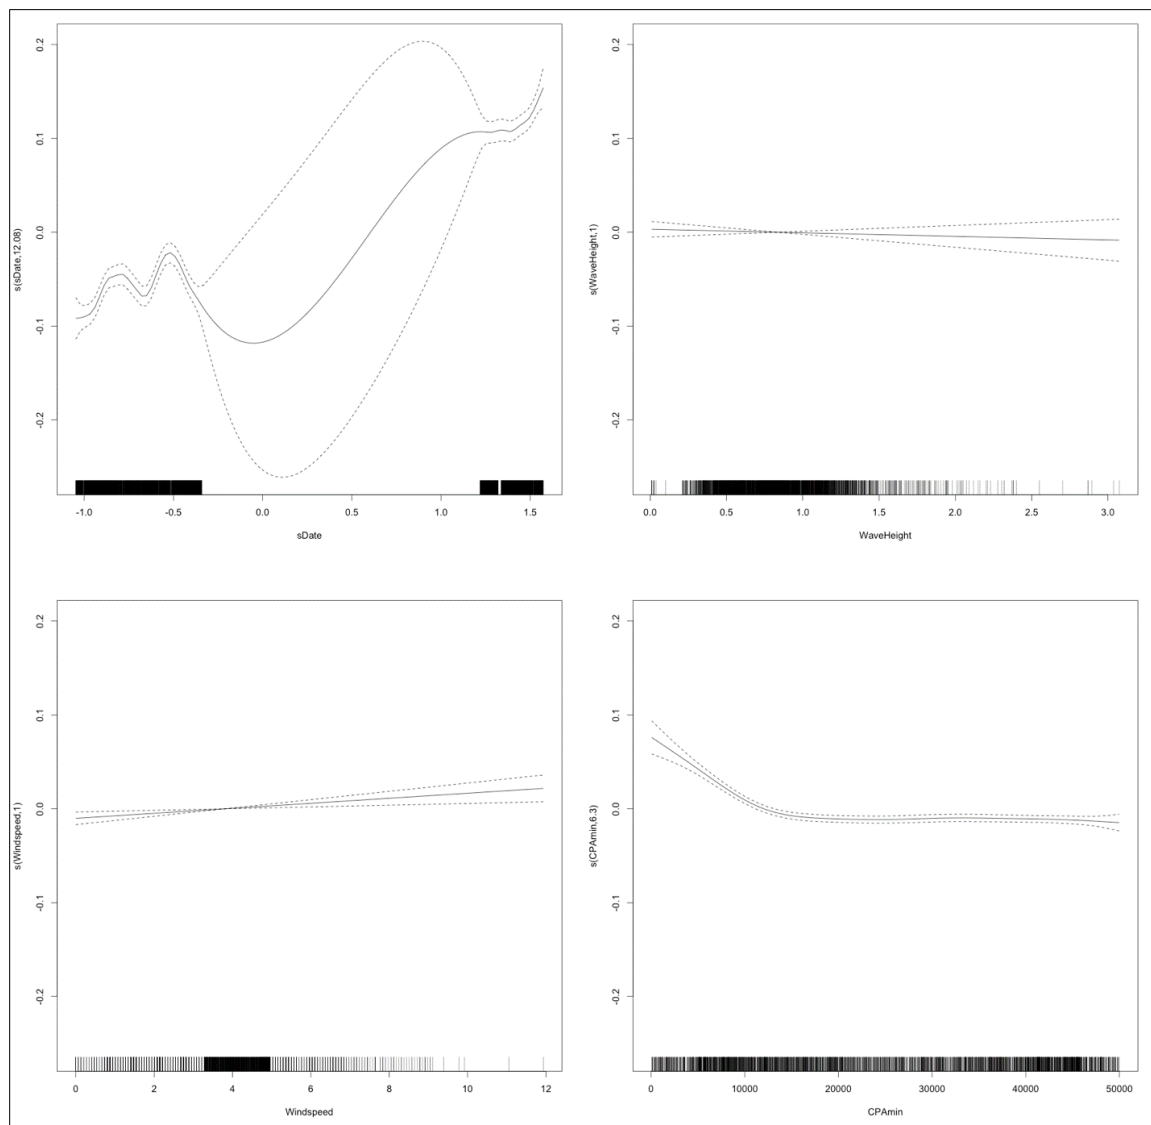 s(sDate,12.08)
0.2
0.1
0.0
-0.1
-0.2
-1.0 -0.5 0.0 0.5 1.0 1.5
sDate
s(WaveHeight,1)
0.2
0.1
0.0
-0.1
-0.2
0.0 0.5 1.0 1.5 2.0 2.5 3.0
WaveHeight
s(Windspeed,1)
0.2
0.1
0.0
-0.1
-0.2
0 2 4 6 8 10 12
Windspeed
s(CPAmin,6.3)
0.2
0.1
0.0
-0.1
-0.2
0 10000 20000 30000 40000 50000
CPAmin